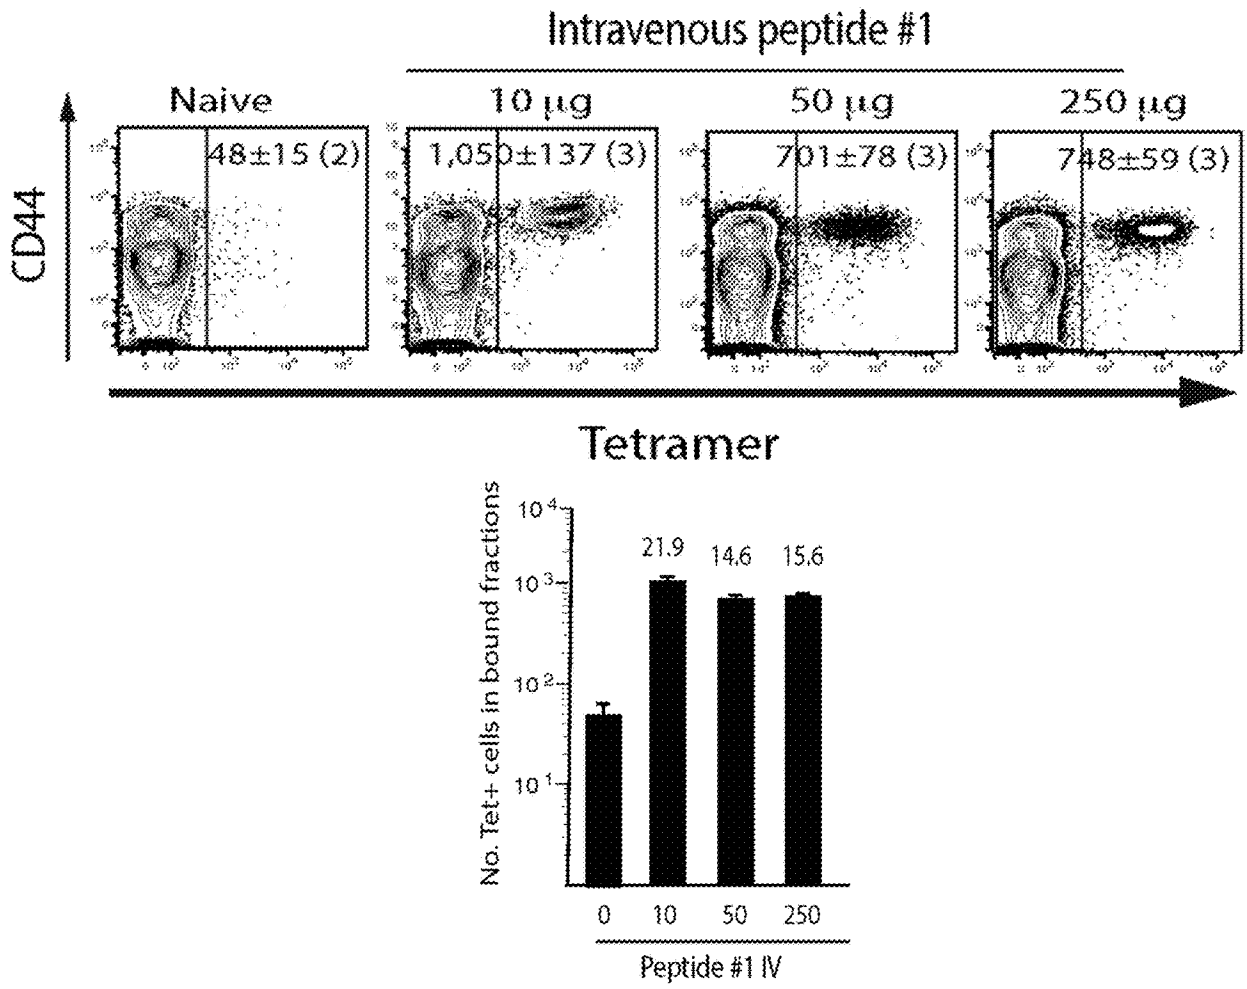 Intravenous peptide #1
Naive
10 µg
50 µg
250 µg
48±15 (2)
1,050±137 (3)
701±78 (3)
748±59 (3)
CD44
Tetramer
No. Tet+ cells in bound fractions
10⁴
10³
10²
10¹
21.9
14.6
15.6
0
10
50
250
Peptide #1 IV